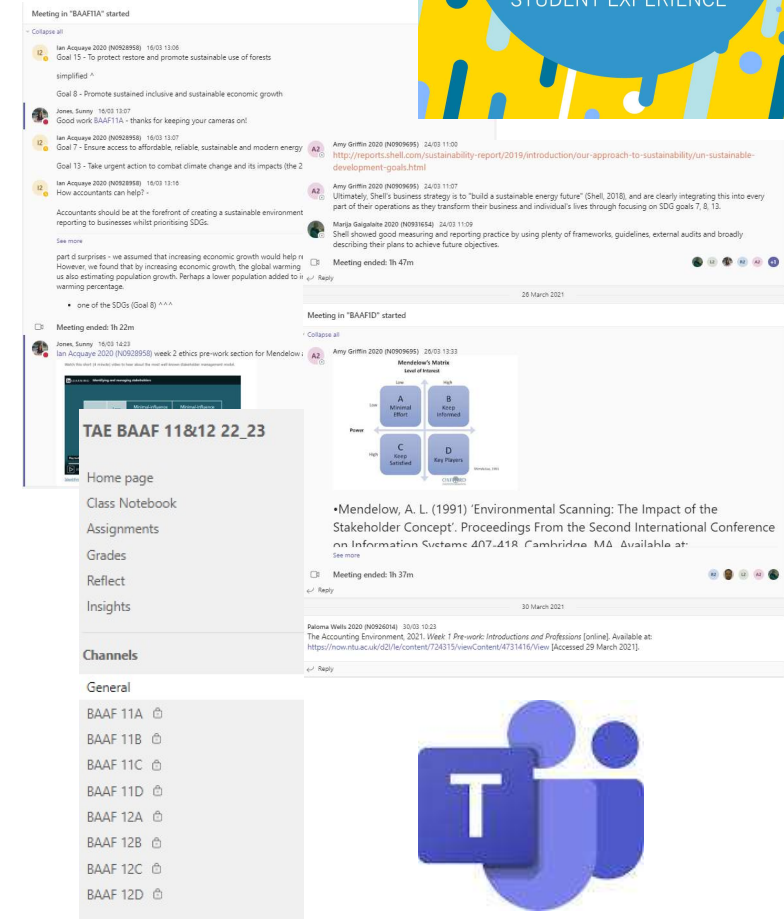 STUDENT EXPERIENCE
Meeting in "BAAF11A" started
Collapse all
I2
Ian Acquaye 2020 (N0928958) 16/03 13:06
Goal 15 - To protect restore and promote sustainable use of forests
simplified ^
Goal 8 - Promote sustained inclusive and sustainable economic growth
Jones, Sunny 16/03 13:07
Good work BAAF11A - thanks for keeping your cameras on!
I2
Ian Acquaye 2020 (N0928958) 16/03 13:07
Goal 7 - Ensure access to affordable, reliable, sustainable and modern energy
Goal 13 - Take urgent action to combat climate change and its impacts (the 2
I2
Ian Acquaye 2020 (N0928958) 16/03 13:16
How accountants can help? -
Accountants should be at the forefront of creating a sustainable environment
reporting to businesses whilst prioritising SDGs.
See more
part d surprises - we assumed that increasing economic growth would help re
However, we found that by increasing economic growth, the global warming
us also estimating population growth. Perhaps a lower population added to
warming percentage.
• one of the SDGs (Goal 8) ^^^
Meeting ended: 1h 22m
Jones, Sunny 16/03 14:23
Ian Acquaye 2020 (N0928958) week 2 ethics pre-work section for Mendelow
Identifying and managing stakeholders
A2
Amy Griffin 2020 (N0909695) 24/03 11:00
http://reports.shell.com/sustainability-report/2019/introduction/our-approach-to-sustainability/un-sustainable-
development-goals.html
A2
Amy Griffin 2020 (N0909695) 24/03 11:07
Ultimately, Shell's business strategy is to "build a sustainable energy future" (Shell, 2018), and are clearly integrating this into every
part of their operations as they transform their business and individual's lives through focusing on SDG goals 7, 8, 13.
Marija Gaigalaite 2020 (N0931654) 24/03 11:09
Shell showed good measuring and reporting practice by using plenty of frameworks, guidelines, external audits and broadly
describing their plans to achieve future objectives.
Meeting ended: 1h 47m
Reply
26 March 2021
Meeting in "BAAF1D" started
Collapse all
A2
Amy Griffin 2020 (N0909695) 26/03 13:33
Mendelow's Matrix
Level of Interest
Low High
Low
A
Minimal
Effort
B
Keep
Informed
Power
High
C
Keep
Satisfied
D
Key Players
Mendelow, 1991
•Mendelow, A. L. (1991) 'Environmental Scanning: The Impact of the
Stakeholder Concept'. Proceedings From the Second International Conference
on Information Systems 407-418. Cambridge, MA. Available at:
See more
Meeting ended: 1h 37m
Reply
30 March 2021
Paloma Wells 2020 (N0926014) 30/03 10:23
The Accounting Environment, 2021. Week 1 Pre-work: Introductions and Professions [online]. Available at:
https://now.ntu.ac.uk/d2l/le/content/724315/viewContent/4731416/View [Accessed 29 March 2021].
Reply
TAE BAAF 11&12 22_23
Home page
Class Notebook
Assignments
Grades
Reflect
Insights
Channels
General
BAAF 11A
BAAF 11B
BAAF 11C
BAAF 11D
BAAF 12A
BAAF 12B
BAAF 12C
BAAF 12D
T